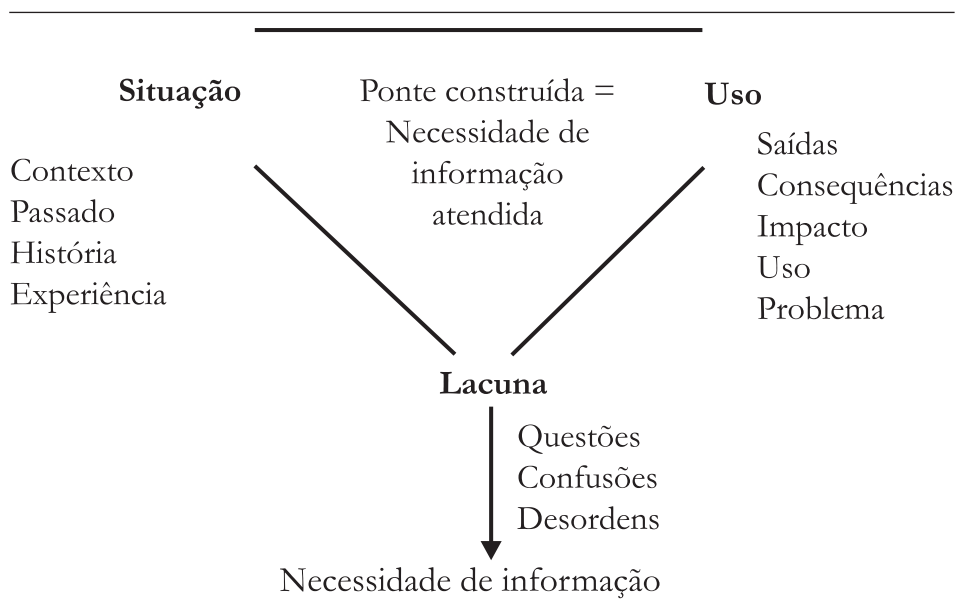 Situação
Contexto
Passado
História
Experiência
Ponte construída =
Necessidade de
informação
atendida
Uso
Saídas
Consequências
Impacto
Uso
Problema
Lacuna
Questões
Confusões
Desordens
Necessidade de informação